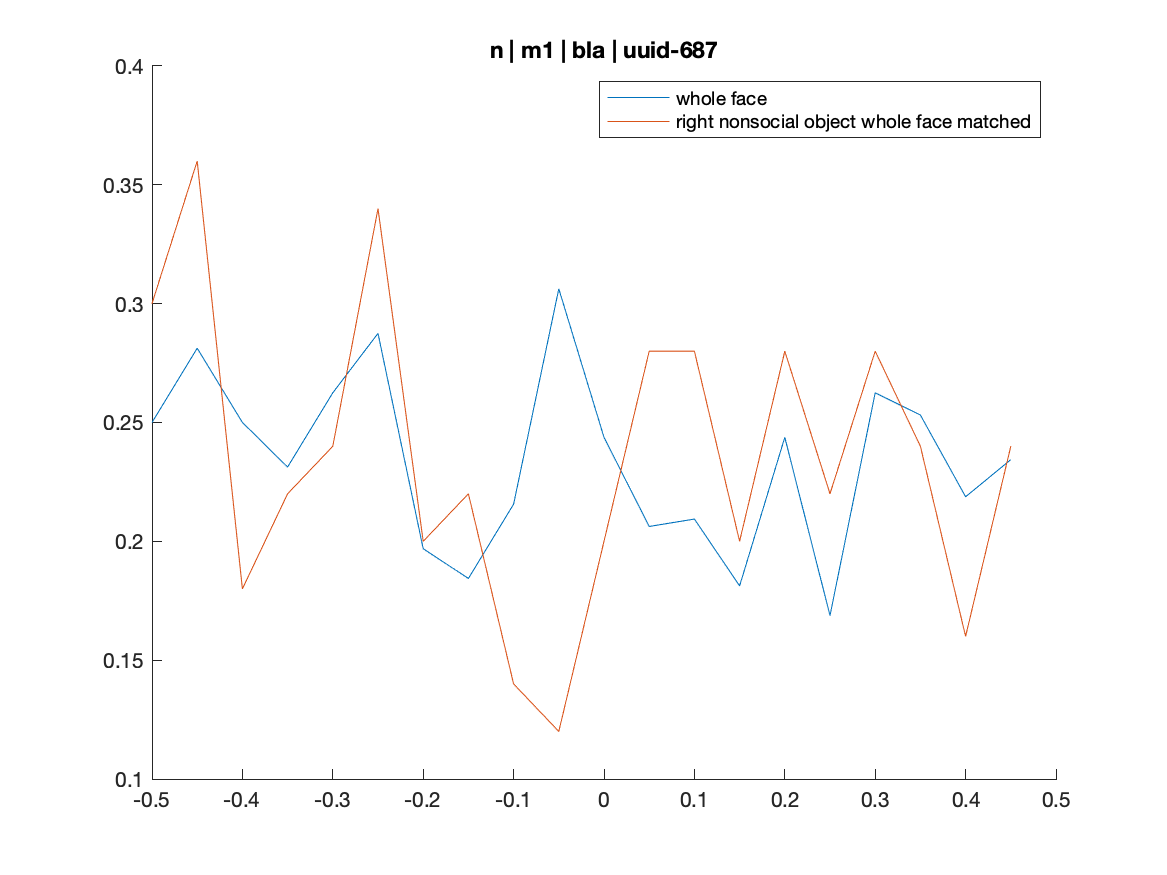 n | m1 | bla | uuid-687
whole face
right nonsocial object whole face matched
0.4
0.35
0.3
0.25
0.2
0.15
0.1
-0.5 -0.4 -0.3 -0.2 -0.1 0 0.1 0.2 0.3 0.4 0.5